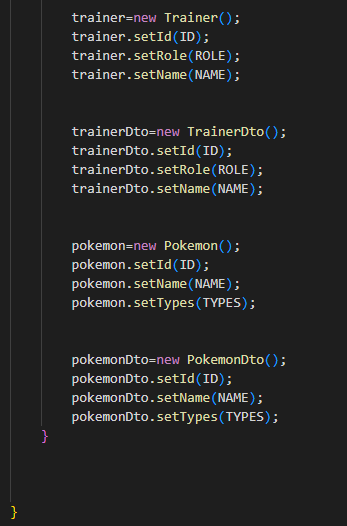 trainer=new Trainer();
trainer.setId(ID);
trainer.setRole(ROLE);
trainer.setName(NAME);
trainerDto=new TrainerDto();
trainerDto.setId(ID);
trainerDto.setRole(ROLE);
trainerDto.setName(NAME);
pokemon=new Pokemon();
pokemon.setId(ID);
pokemon.setName(NAME);
pokemon.setTypes(TYPES);
pokemonDto=new PokemonDto();
pokemonDto.setId(ID);
pokemonDto.setName(NAME);
pokemonDto.setTypes(TYPES);
}
}